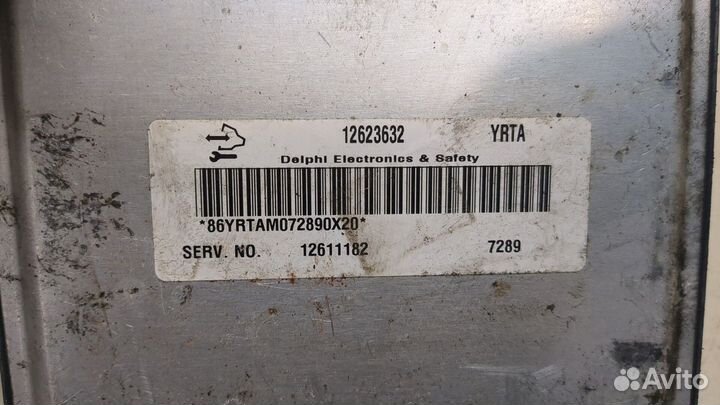 12623632 YRTA
Delphi Electronics & Safety
*86YRTAM072890X20*
SERV. NO. 12611182 7289
Avito